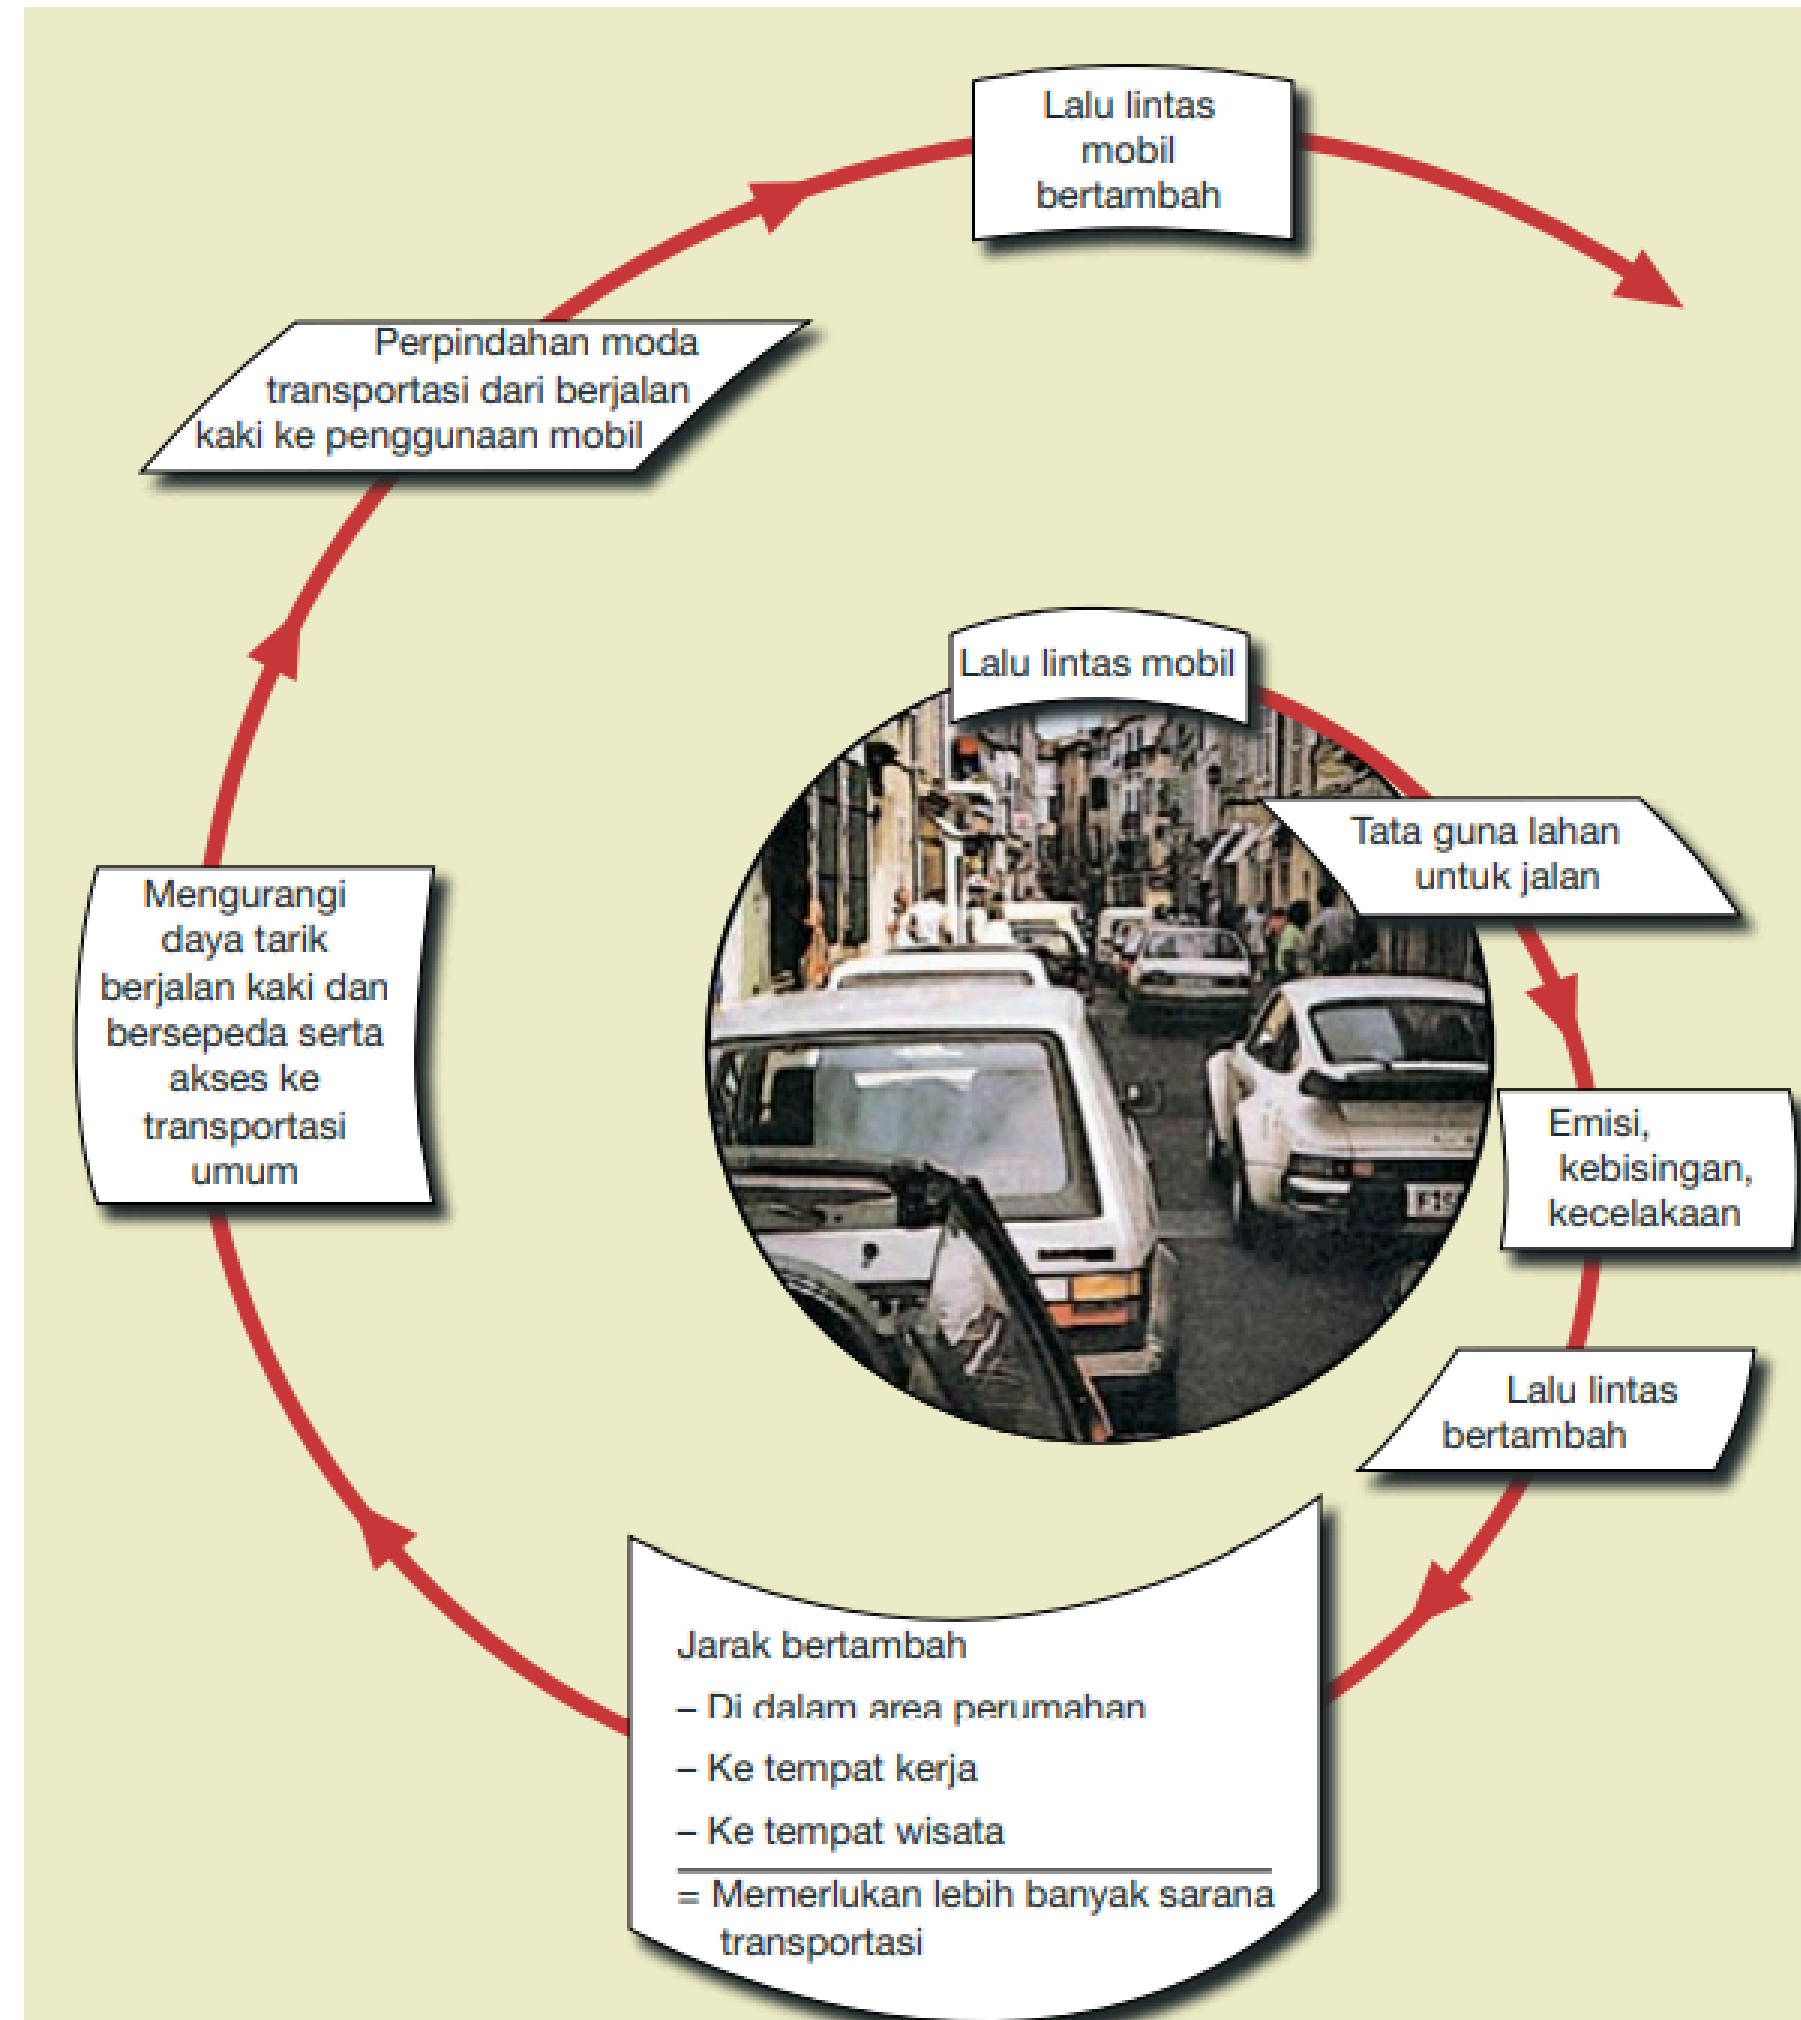 Lalu lintas
mobil
bertambah
Perpindahan moda
transportasi dari berjalan
kaki ke penggunaan mobil
Lalu lintas mobil
Tata guna lahan
untuk jalan
Emisi,
kebisingan,
kecelakaan
Lalu lintas
bertambah
Jarak bertambah
– Di dalam area perumahan
– Ke tempat kerja
– Ke tempat wisata
= Memerlukan lebih banyak sarana
transportasi
Mengurangi
daya tarik
berjalan kaki dan
bersepeda serta
akses ke
transportasi
umum